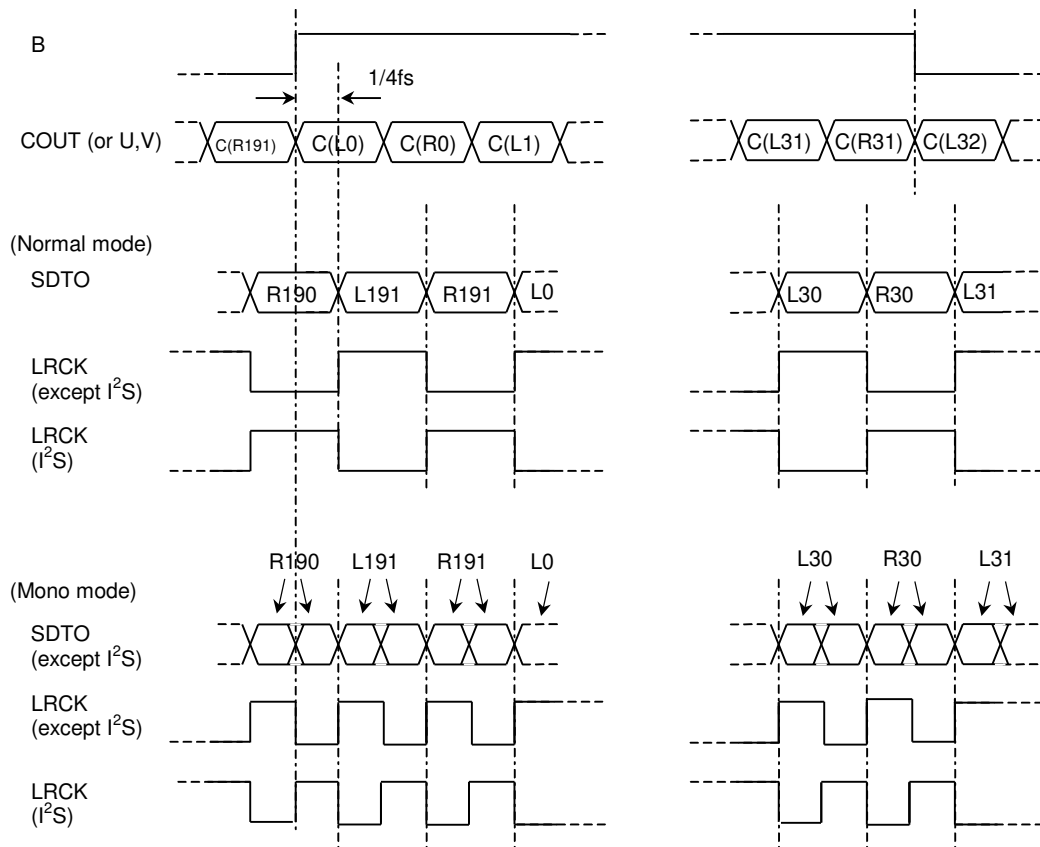 B
1/4fs
COUT (or U,V) C(R191) C(L0) C(R0) C(L1) C(L31) C(R31) C(L32)
(Normal mode)
SDTO R190 L191 R191 L0 L30 R30 L31
LRCK
(except I²S)
LRCK
(I²S)
R190 L191 R191 L0 L30 R30 L31
(Mono mode)
SDTO
(except I²S)
LRCK
(except I²S)
LRCK
(I²S)